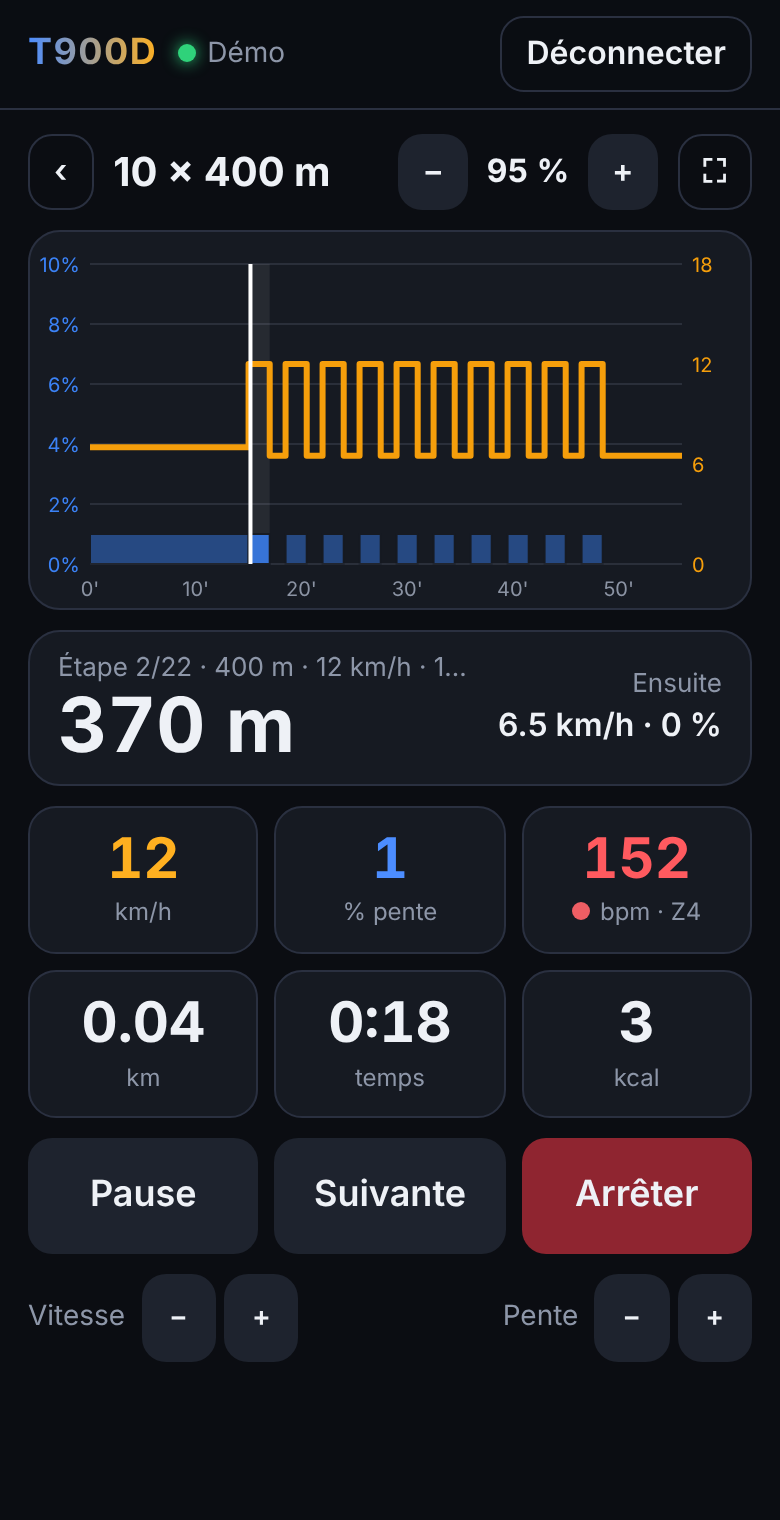 T900D Démo Déconnecter
‹ 10 × 400 m − 95 % +
10% 18
8%
6% 12
4% 6
2%
0% 0
0' 10' 20' 30' 40' 50'
Étape 2/22 · 400 m · 12 km/h · 1...
370 m
Ensuite
6.5 km/h · 0 %
12 1 152
km/h % pente bpm · Z4
0.04 0:18 3
km temps kcal
Pause Suivante Arrêter
Vitesse − + Pente − +